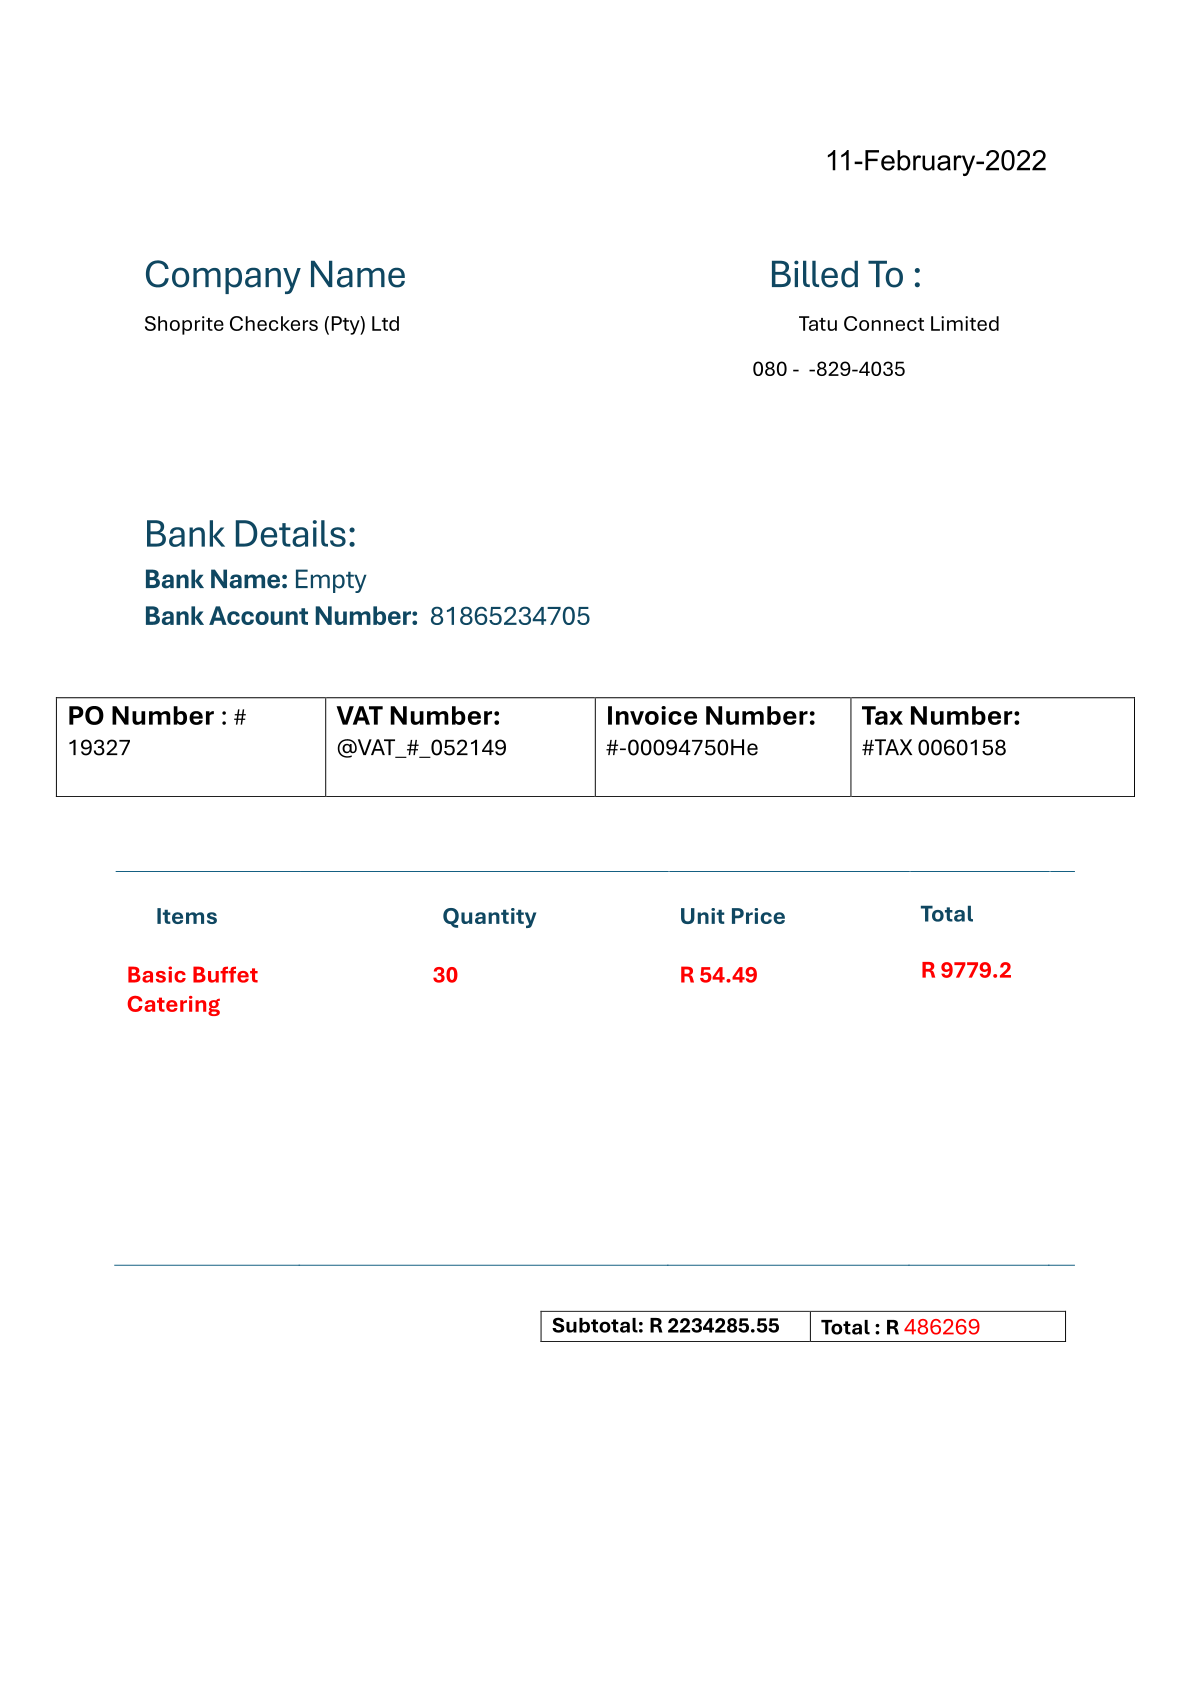 11-February-2022
Company Name
Billed To :
Shoprite Checkers (Pty) Ltd
Tatu Connect Limited
080 -  -829-4035
Bank Details:
Bank Name: Empty
Bank Account Number: 81865234705
PO Number : #
19327
VAT Number:
@VAT_#_052149
Invoice Number:
#-00094750He
Tax Number:
#TAX 0060158
Items
Quantity
Unit Price
Total
Basic Buffet
Catering
30
R 54.49
R 9779.2
Subtotal: R 2234285.55
Total : R 486269